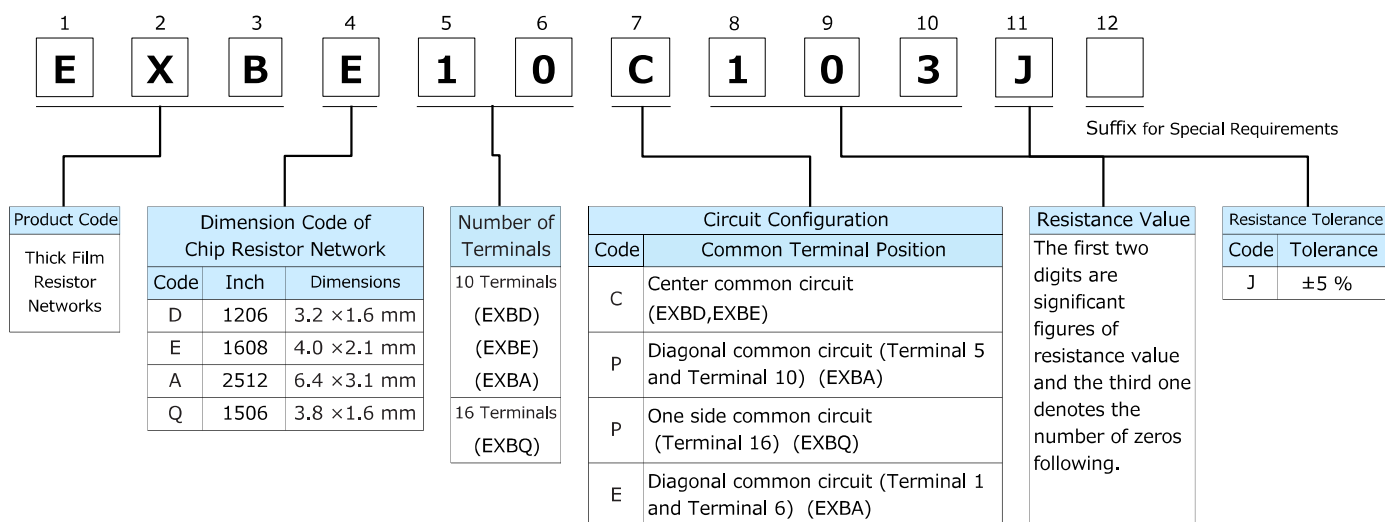 1 2 3 4 5 6 7 8 9 10 11 12
E X B E 1 0 C 1 0 3 J
Suffix for Special Requirements
Product Code
Thick Film
Resistor
Networks
Dimension Code of
Chip Resistor Network
Code Inch Dimensions
D 1206 3.2 ×1.6 mm
E 1608 4.0 ×2.1 mm
A 2512 6.4 ×3.1 mm
Q 1506 3.8 ×1.6 mm
Number of
Terminals
10 Terminals
(EXBD)
(EXBE)
(EXBA)
16 Terminals
(EXBQ)
Circuit Configuration
Code Common Terminal Position
C Center common circuit
(EXBD,EXBE)
P Diagonal common circuit (Terminal 5
and Terminal 10) (EXBA)
P One side common circuit
(Terminal 16) (EXBQ)
E Diagonal common circuit (Terminal 1
and Terminal 6) (EXBA)
Resistance Value
The first two
digits are
significant
figures of
resistance value
and the third one
denotes the
number of zeros
following.
Resistance Tolerance
Code Tolerance
J ±5 %